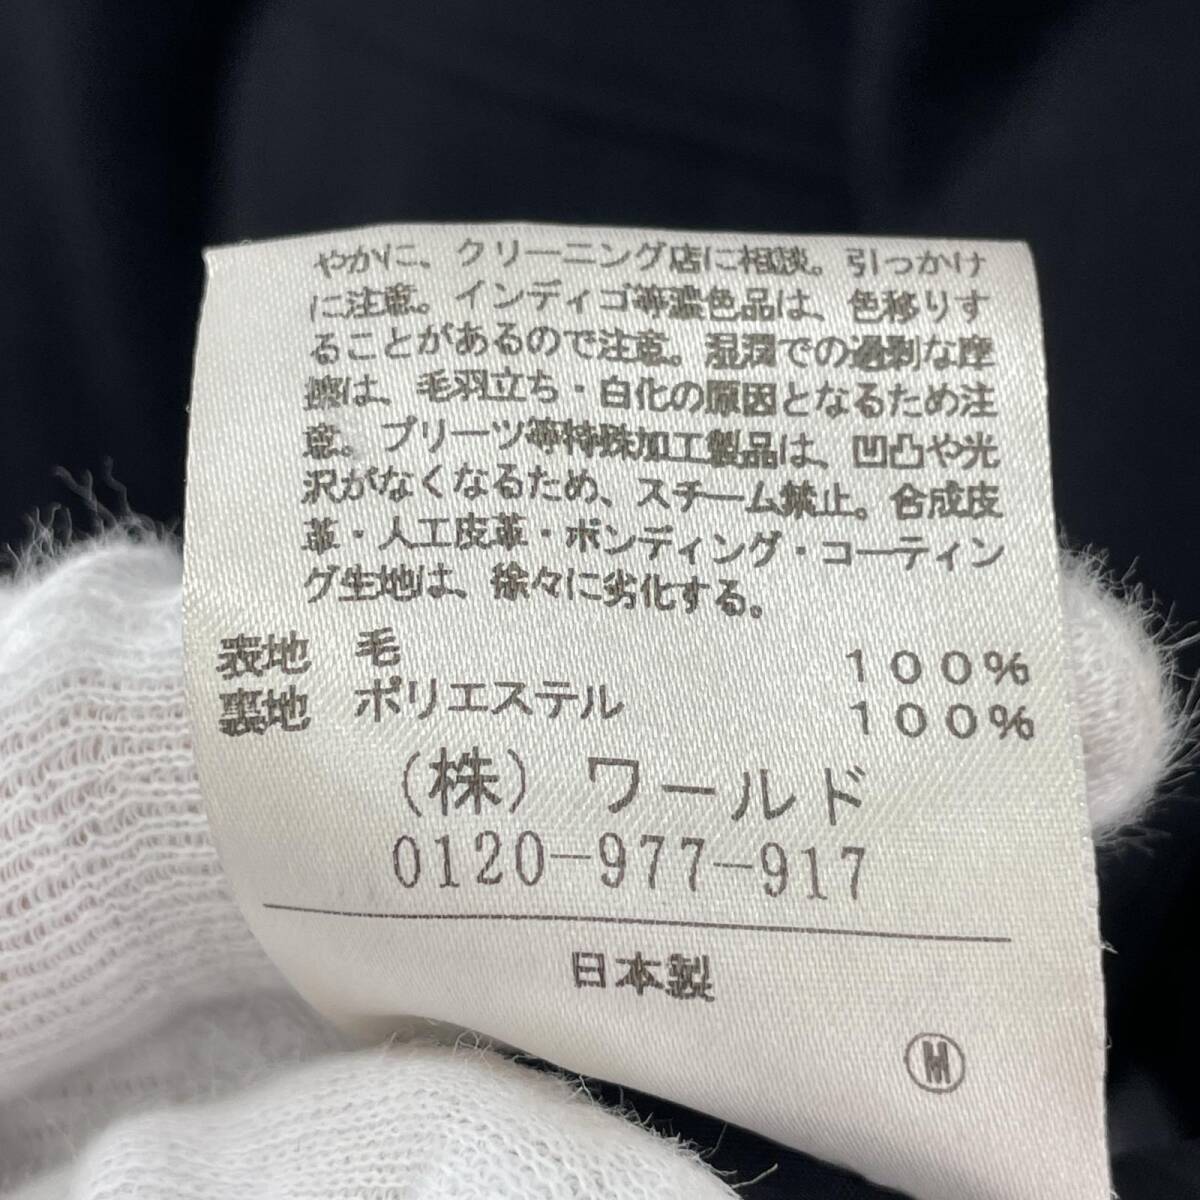 やかに、クリーニング店に相談。引っかけ
に注意。インディゴ等濃色品は、色移りす
ることがあるので注意。湿潤での過剰な摩
擦は、毛羽立ち・白化の原因となるため注
意。プリーツ等特殊加工製品は、凹凸や光
沢がなくなるため、スチーム禁止。合成皮
革・人工皮革・ボンディング・コーティン
グ生地は、徐々に劣化する。
表地 毛 100%
裏地 ポリエステル 100%
(株) ワールド
0120-977-917
日本製
M